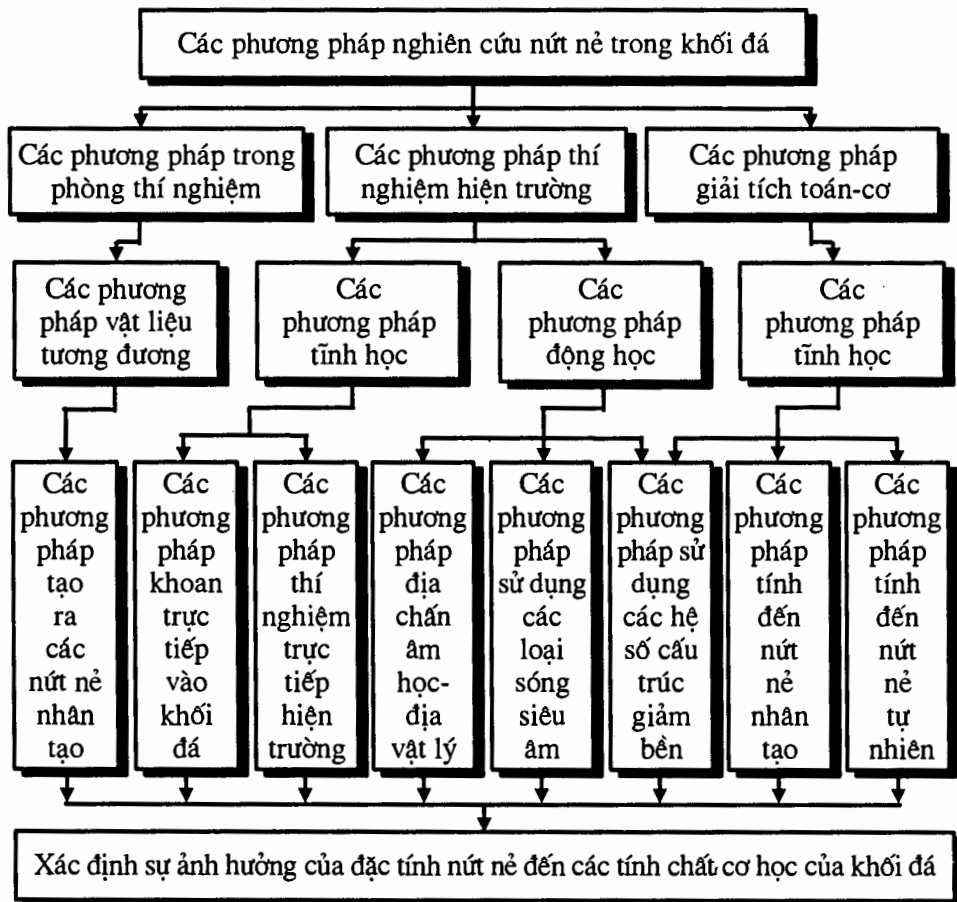 Các phương pháp nghiên cứu nứt nẻ trong khối đá
Các phương pháp trong
phòng thí nghiệm
Các phương pháp thí
nghiệm hiện trường
Các phương pháp
giải tích toán-cơ
Các phương
pháp vật liệu
tương đương
Các
phương pháp
tĩnh học
Các
phương pháp
động học
Các
phương pháp
tĩnh học
Các
phương
pháp
tạo
ra
các
nứt nẻ
nhân
tạo
Các
phương
pháp
khoan
trực
tiếp
vào
khối
đá
Các
phương
pháp
thí
nghiệm
trực
tiếp
hiện
trường
Các
phương
pháp
địa
chấn
âm
học-
địa
vật lý
Các
phương
pháp
sử dụng
các
loại
sóng
siêu
âm
Các
phương
pháp sử
dụng
các hệ
số cấu
trúc
giảm
bền
Các
phương
pháp
tính
đến
nứt
nẻ
nhân
tạo
Các
phương
pháp
tính
đến
nứt
nẻ
tự
nhiên
Xác định sự ảnh hưởng của đặc tính nứt nẻ đến các tính chất cơ học của khối đá